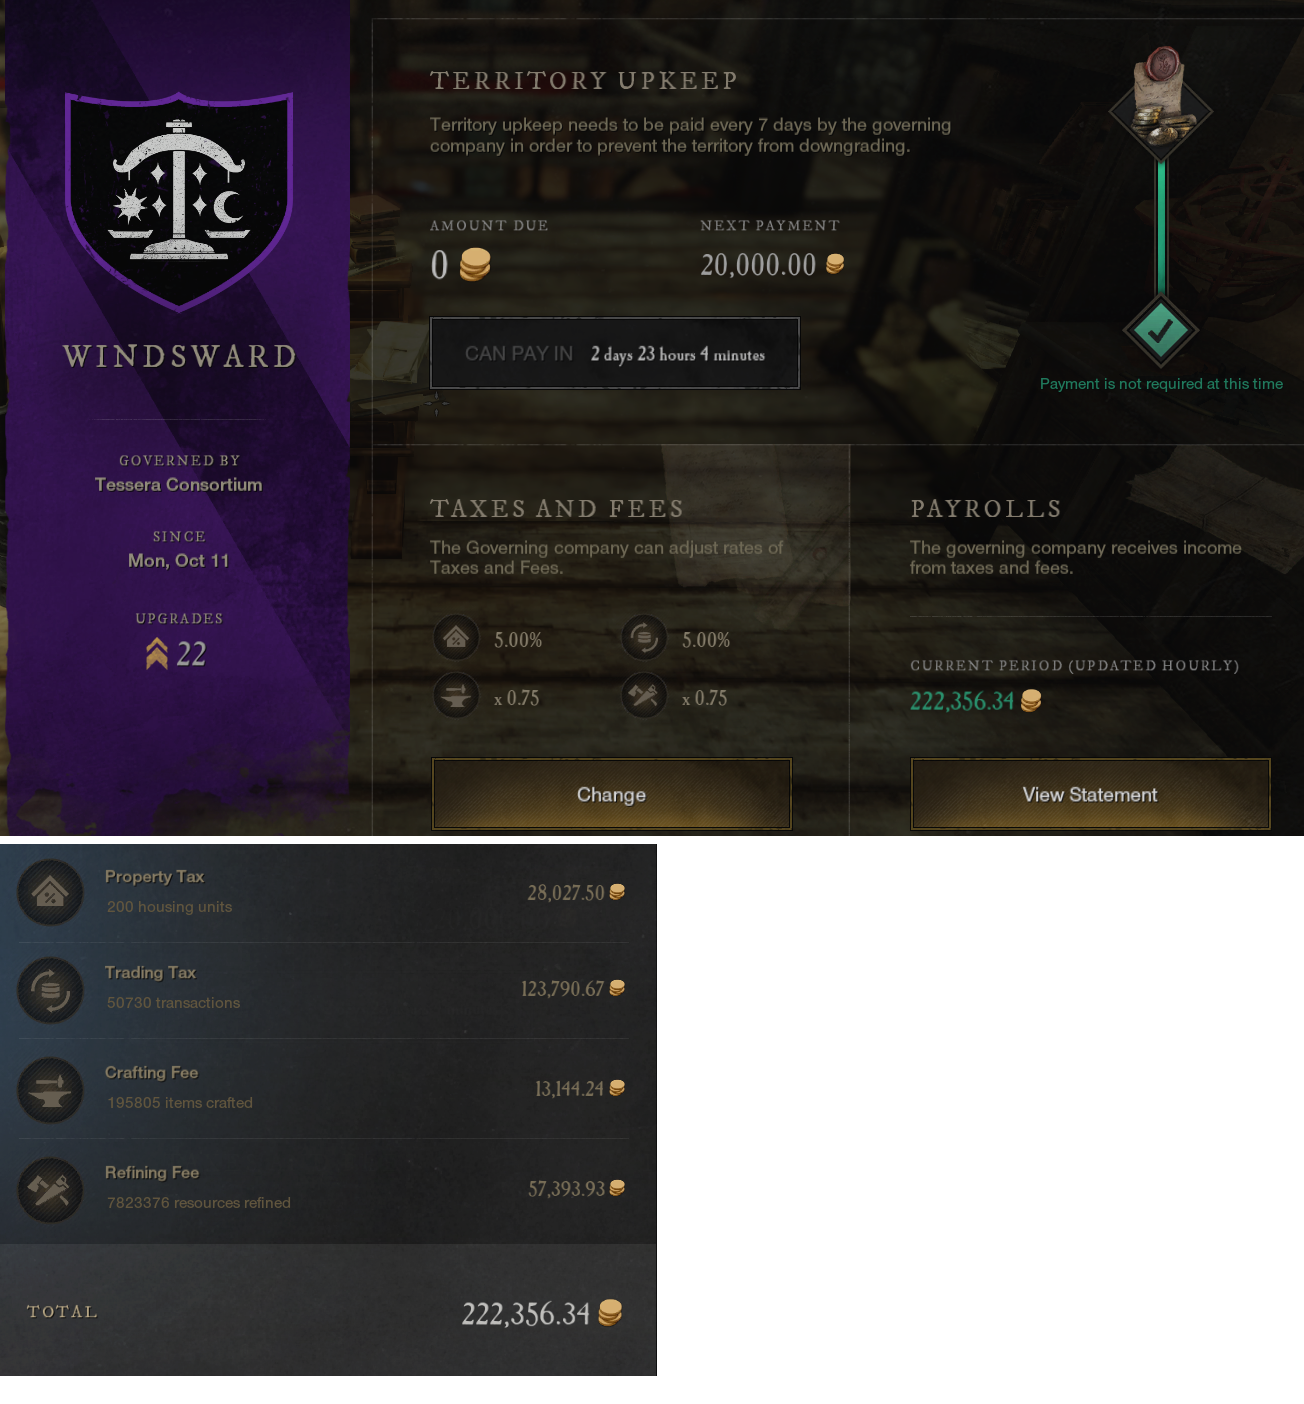 WINDSWARD
GOVERNED BY
Tessera Consortium
SINCE
Mon, Oct 11
UPGRADES
22
TERRITORY UPKEEP
Territory upkeep needs to be paid every 7 days by the governing
company in order to prevent the territory from downgrading.
AMOUNT DUE
0
NEXT PAYMENT
20,000.00
CAN PAY IN 2 days 23 hours 4 minutes
Payment is not required at this time
TAXES AND FEES
The Governing company can adjust rates of
Taxes and Fees.
5.00%
5.00%
x 0.75
x 0.75
Change
PAYROLLS
The governing company receives income
from taxes and fees.
CURRENT PERIOD (UPDATED HOURLY)
222,356.34
View Statement
Property Tax
200 housing units
28,027.50
Trading Tax
50730 transactions
123,790.67
Crafting Fee
195805 items crafted
13,144.24
Refining Fee
7823376 resources refined
57,393.93
TOTAL
222,356.34